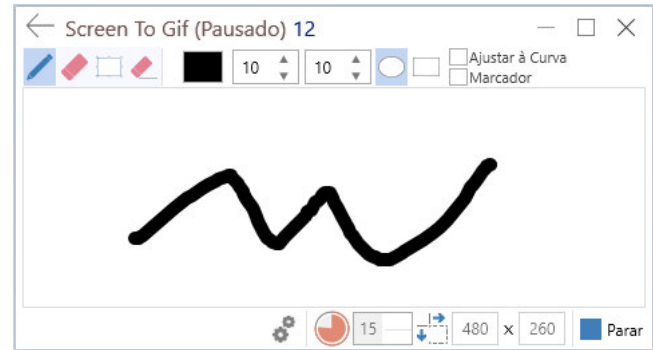 Screen To Gif (Pausado) 12
10 10 Ajustar à Curva
Marcador
15 480 x 260 Parar